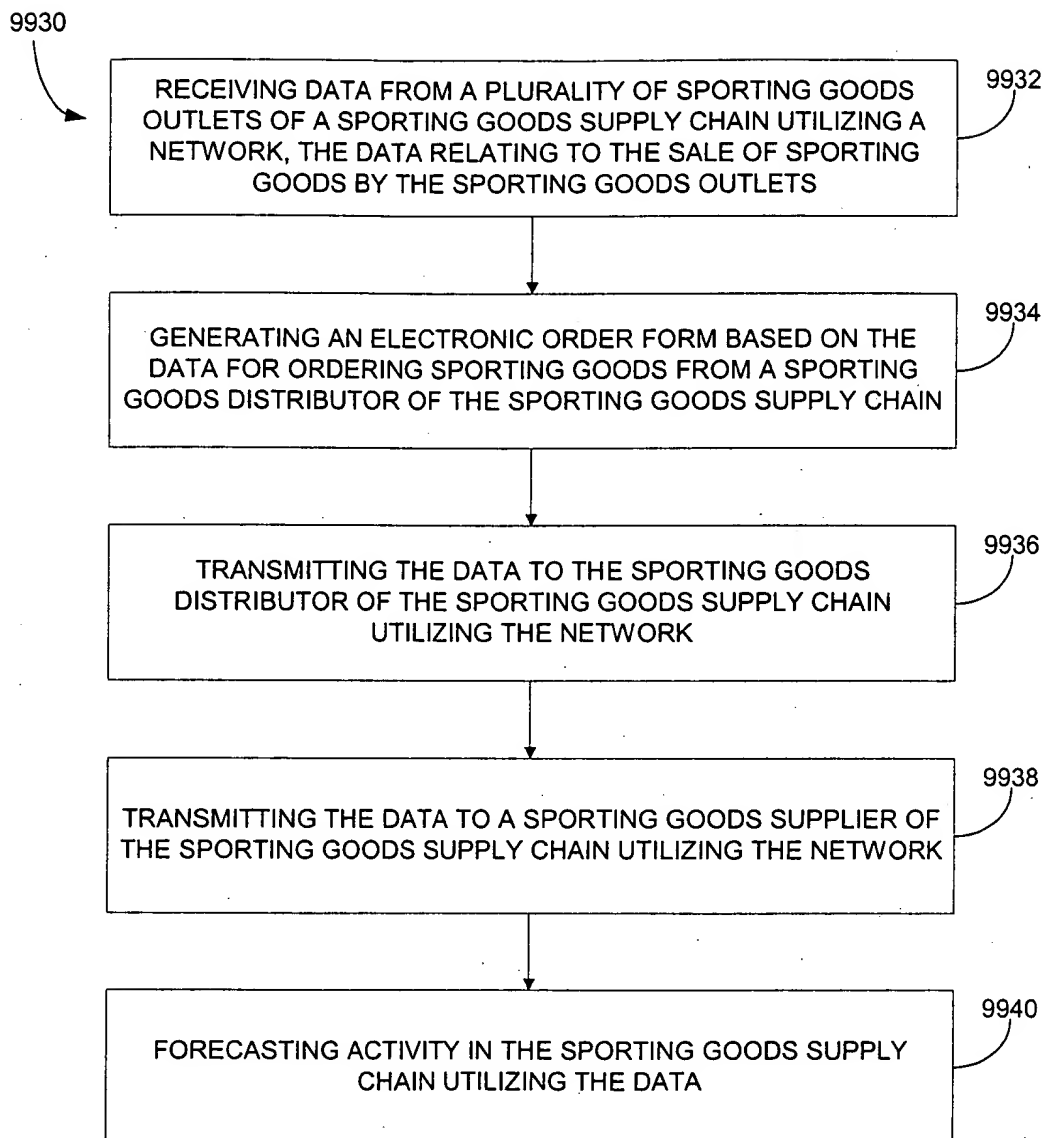 9930
9932
RECEIVING DATA FROM A PLURALITY OF SPORTING GOODS
OUTLETS OF A SPORTING GOODS SUPPLY CHAIN UTILIZING A
NETWORK, THE DATA RELATING TO THE SALE OF SPORTING
GOODS BY THE SPORTING GOODS OUTLETS
9934
GENERATING AN ELECTRONIC ORDER FORM BASED ON THE
DATA FOR ORDERING SPORTING GOODS FROM A SPORTING
GOODS DISTRIBUTOR OF THE SPORTING GOODS SUPPLY CHAIN
9936
TRANSMITTING THE DATA TO THE SPORTING GOODS
DISTRIBUTOR OF THE SPORTING GOODS SUPPLY CHAIN
UTILIZING THE NETWORK
9938
TRANSMITTING THE DATA TO A SPORTING GOODS SUPPLIER OF
THE SPORTING GOODS SUPPLY CHAIN UTILIZING THE NETWORK
9940
FORECASTING ACTIVITY IN THE SPORTING GOODS SUPPLY
CHAIN UTILIZING THE DATA